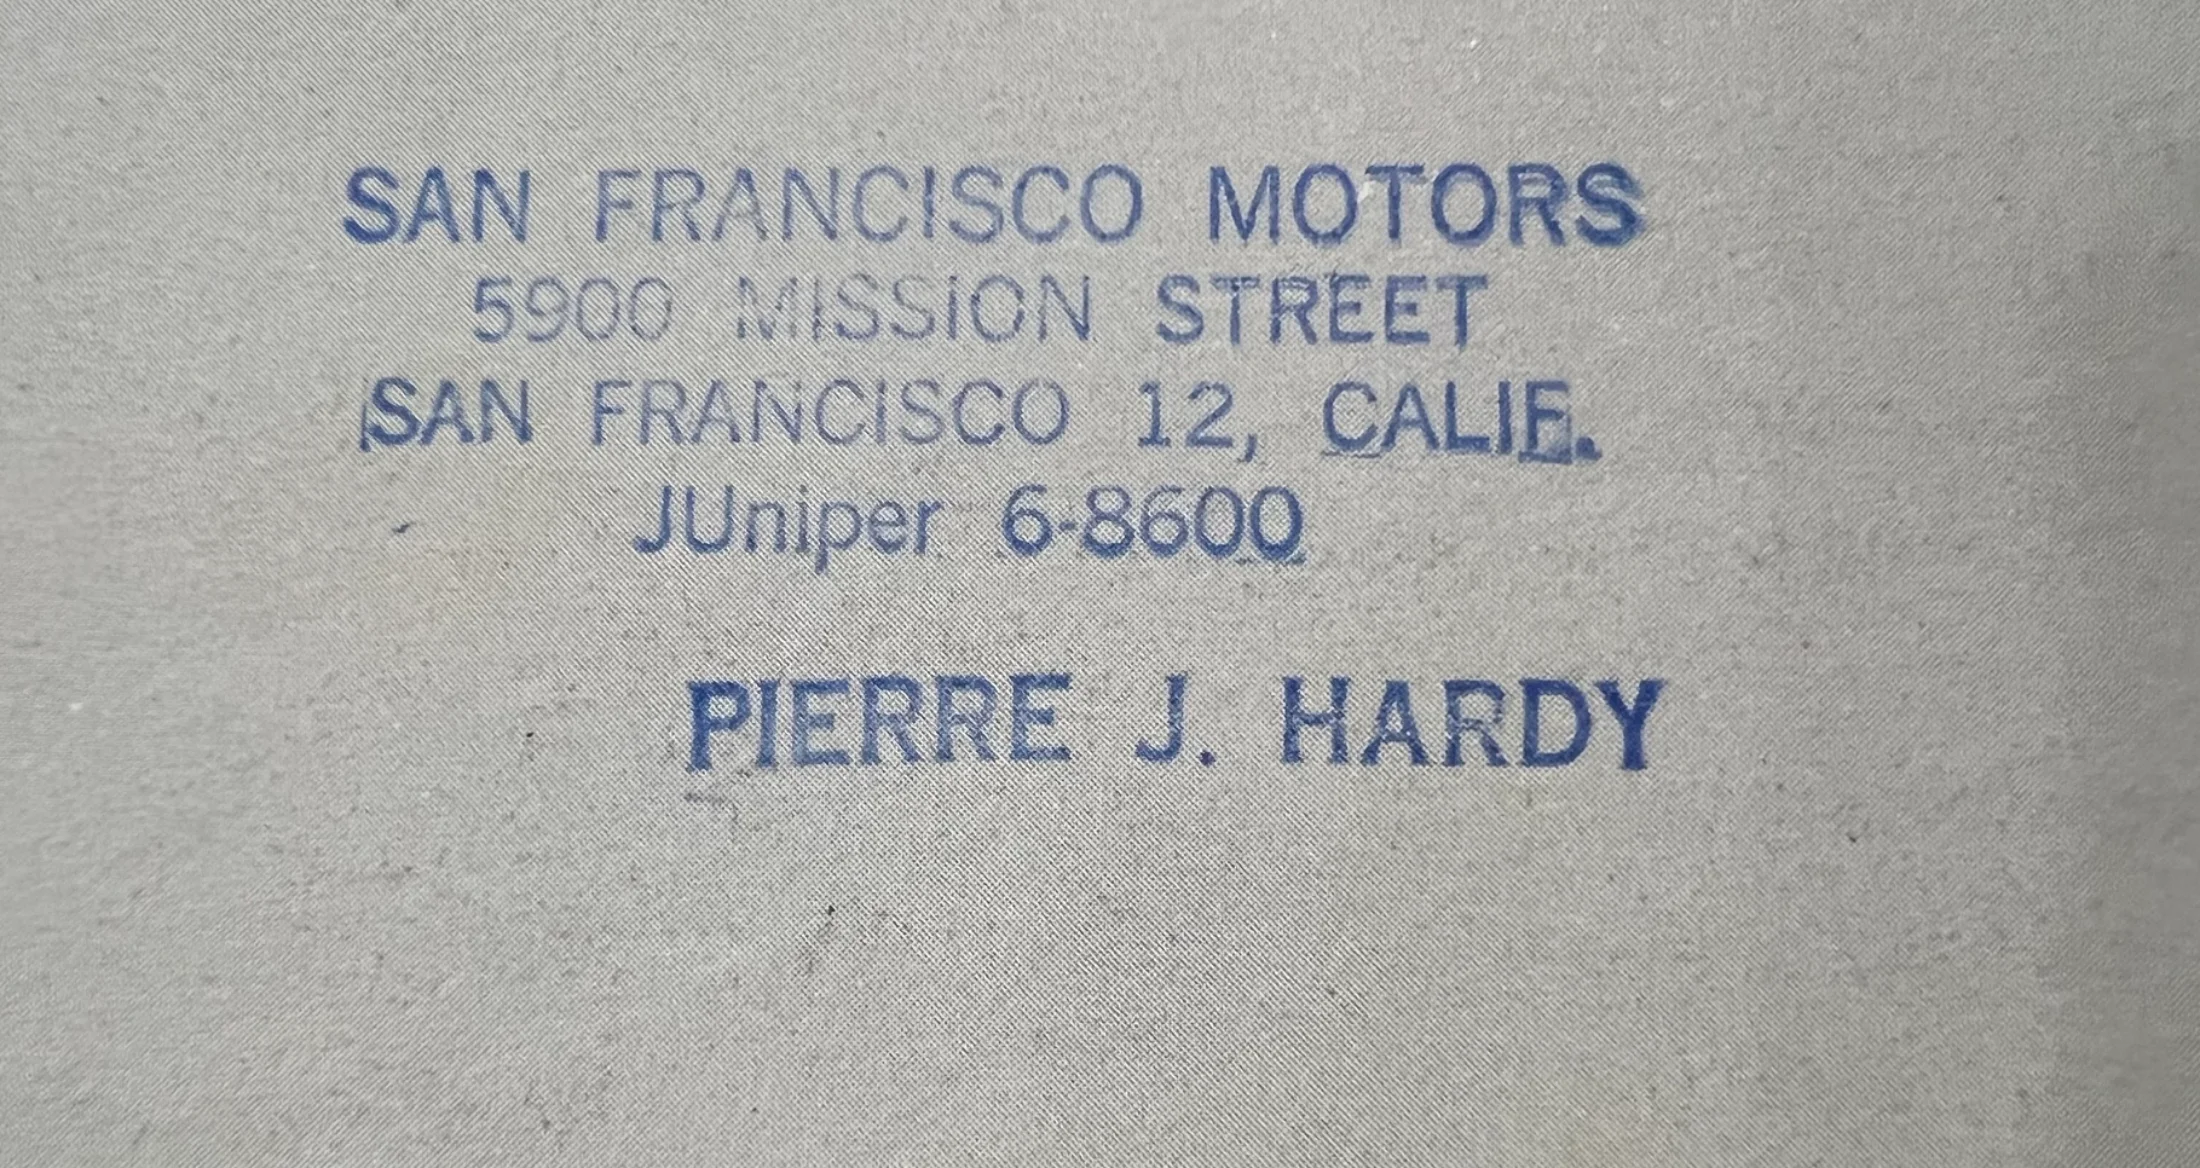 SAN FRANCISCO MOTORS
5900 MISSION STREET
SAN FRANCISCO 12, CALIF.
JUniper 6-8600
PIERRE J. HARDY